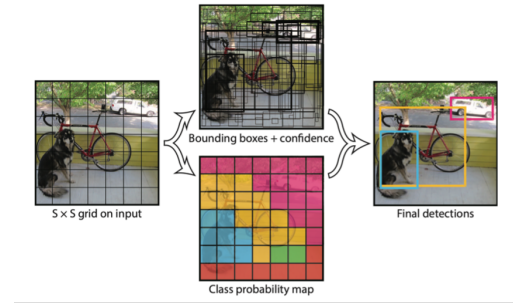 Bounding boxes + confidence
S × S grid on input
Final detections
Class probability map